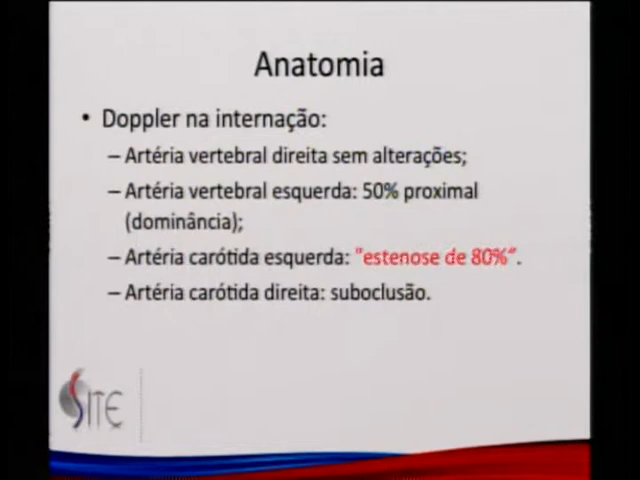 Anatomia
• Doppler na internação:
– Artéria vertebral direita sem alterações;
– Artéria vertebral esquerda: 50% proximal
(dominância);
– Artéria carótida esquerda: "estenose de 80%".
– Artéria carótida direita: suboclusão.
SITE